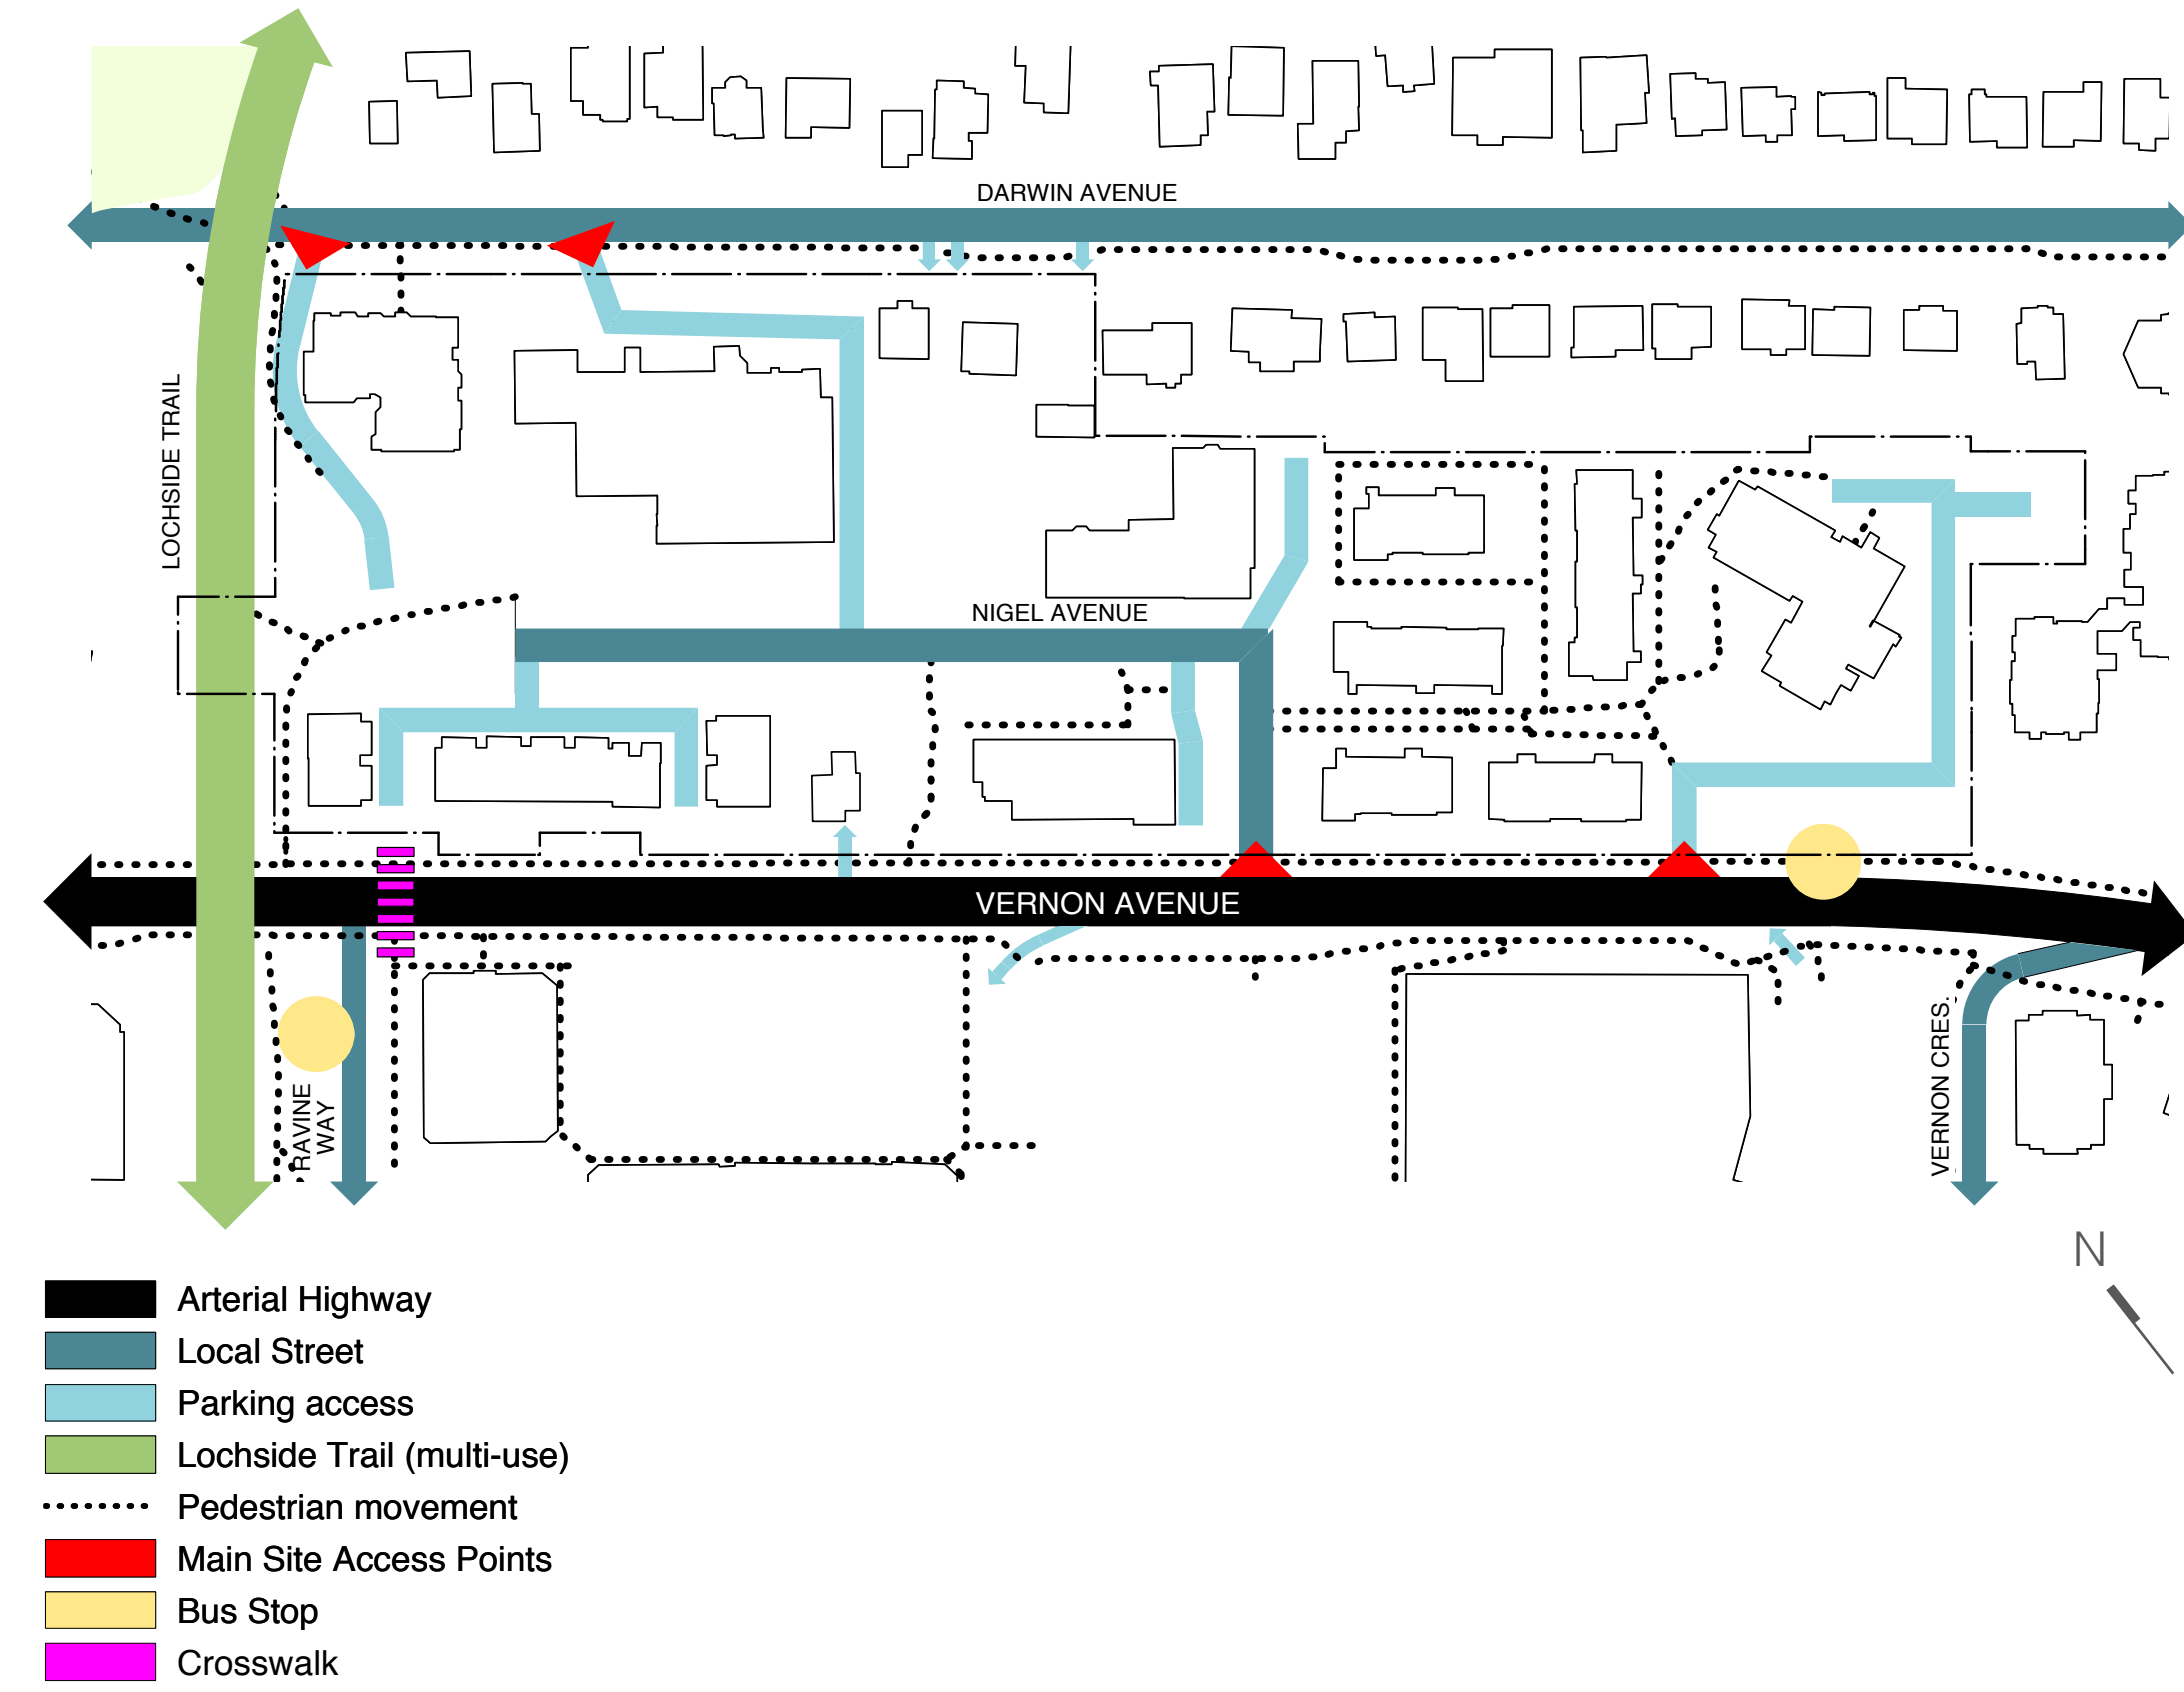 DARWIN AVENUE
LOCHSIDE TRAIL
NIGEL AVENUE
VERNON AVENUE
RAVINE
WAY
VERNON CRES.
N
Arterial Highway
Local Street
Parking access
Lochside Trail (multi-use)
Pedestrian movement
Main Site Access Points
Bus Stop
Crosswalk